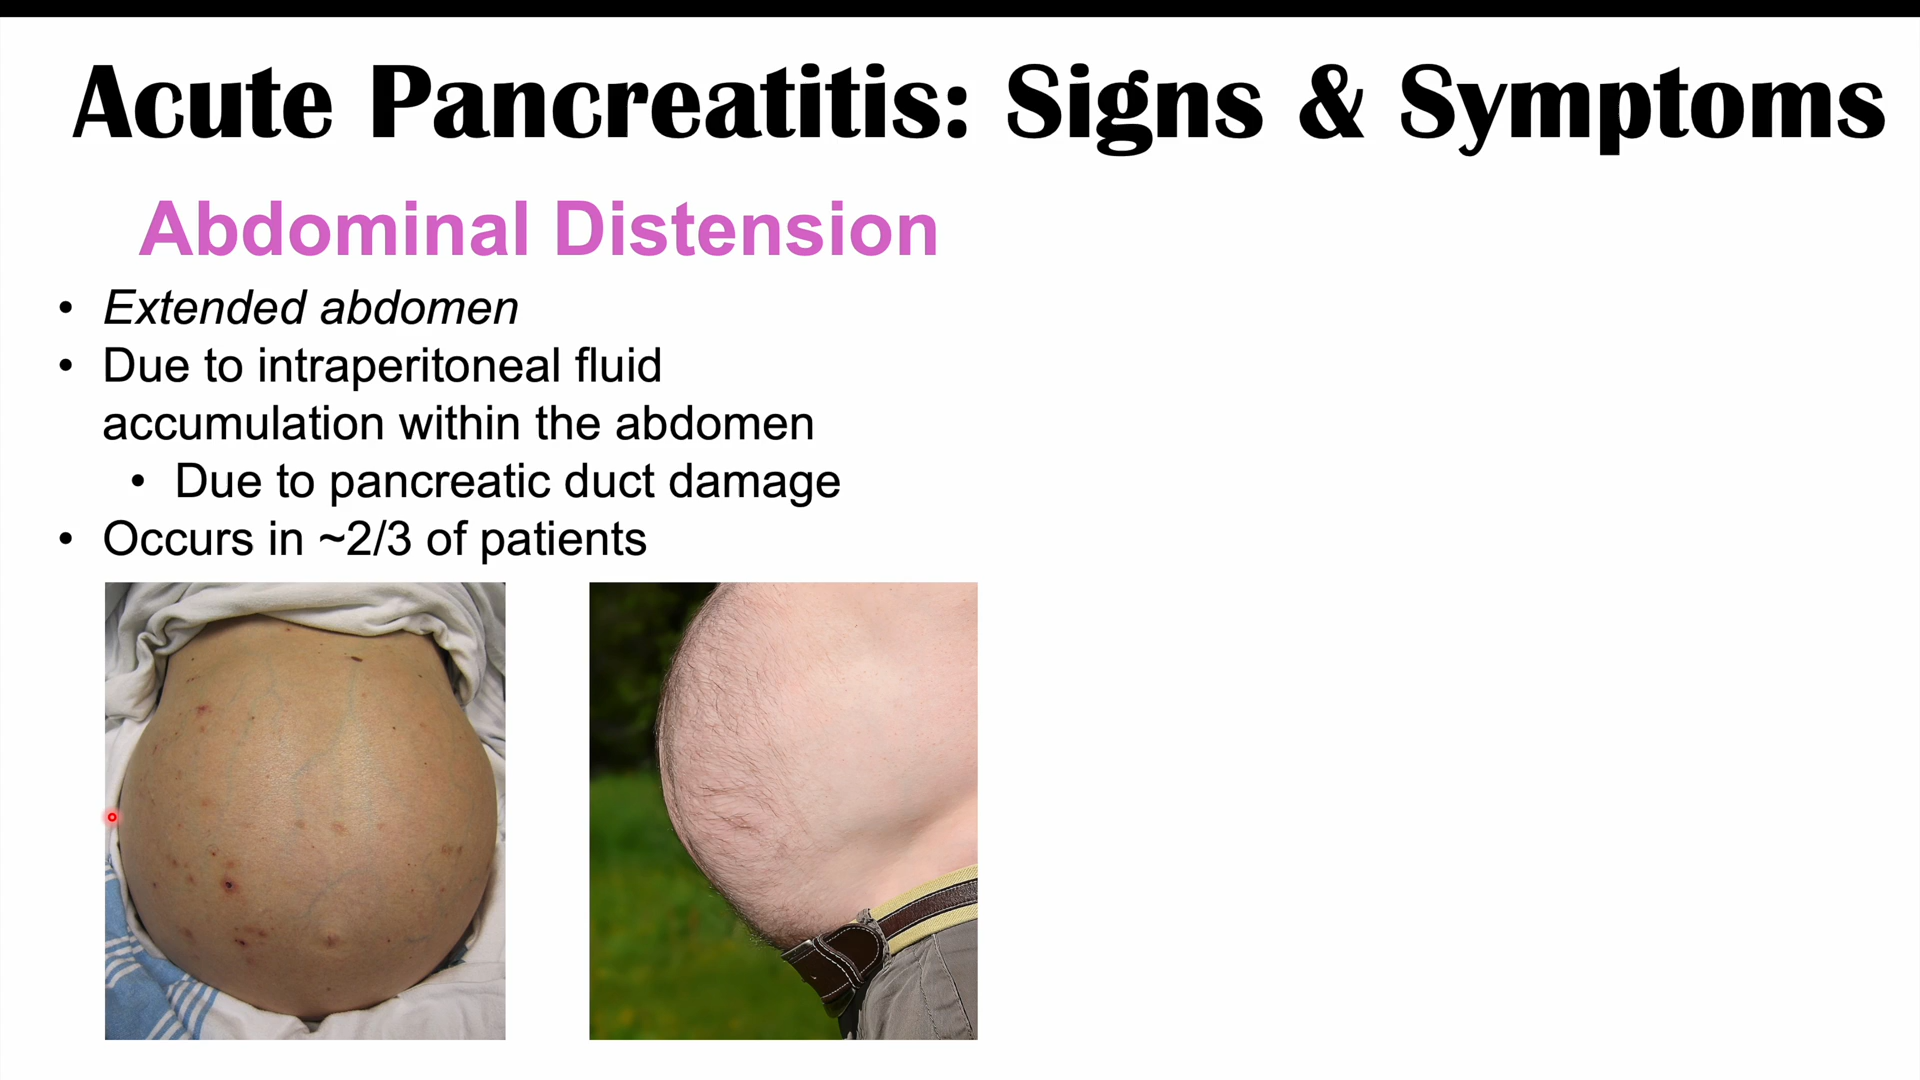 Acute Pancreatitis: Signs & Symptoms
Abdominal Distension
• Extended abdomen
• Due to intraperitoneal fluid
accumulation within the abdomen
• Due to pancreatic duct damage
• Occurs in ~2/3 of patients